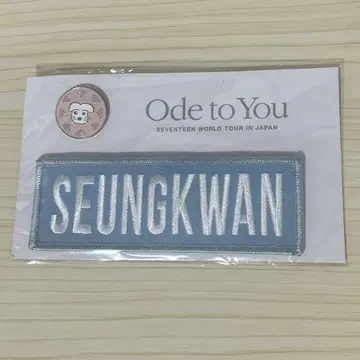 Ode to You
SEVENTEEN WORLD TOUR IN JAPAN
SEUNGKWAN